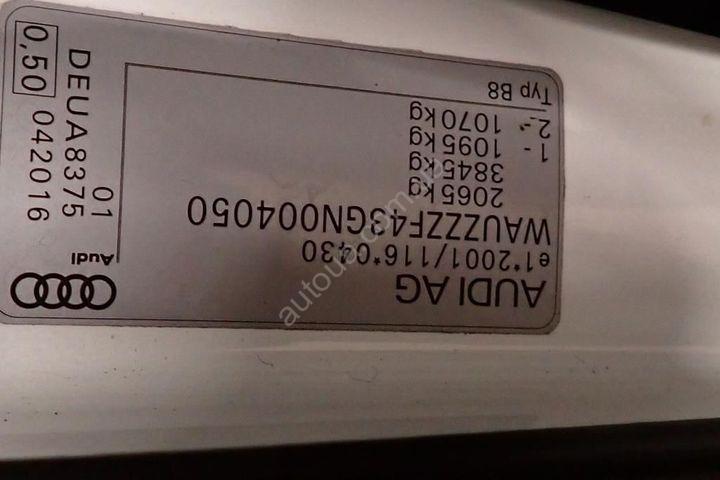 AUDI AG
e1*2001/116*0430
WAUZZZF43GN004050
2065 kg
3845 kg
1- 1095 kg
2.- 1070 kg
Typ B8
Audi
01
DEUA8375
042016
0,50